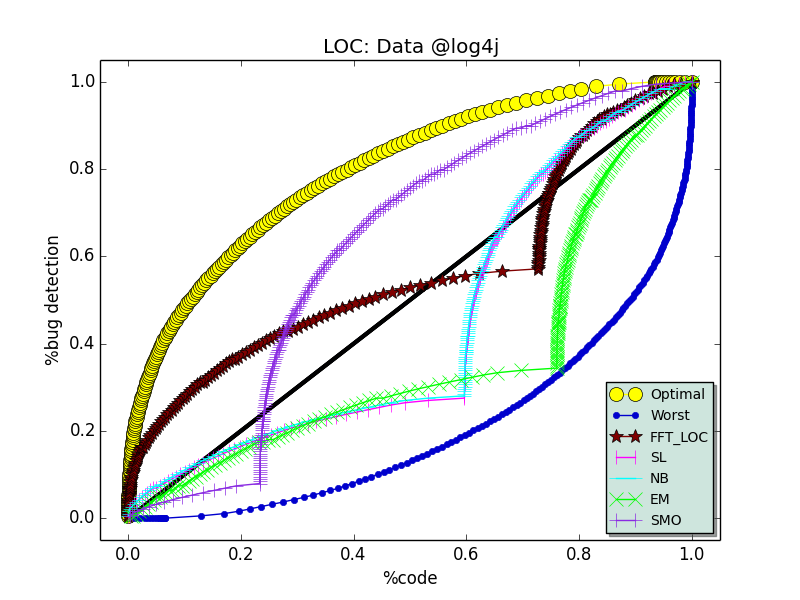 LOC: Data @log4j
1.0
0.8
0.6
0.4
0.2
0.0
%bug detection
0.0 0.2 0.4 0.6 0.8 1.0
%code
Optimal
Worst
FFT_LOC
SL
NB
EM
SMO